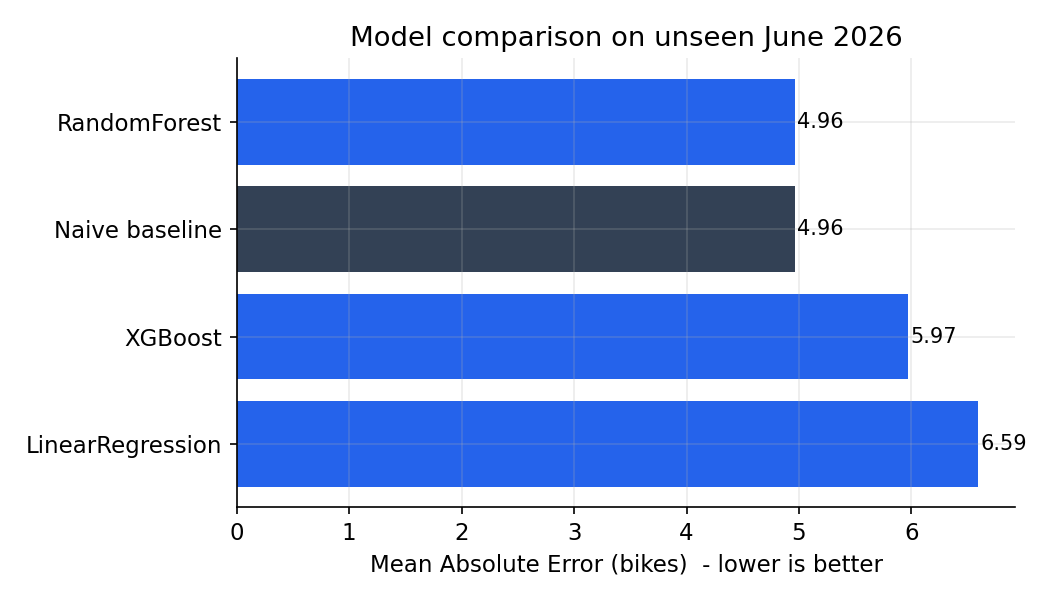 Model comparison on unseen June 2026
RandomForest
4.96
Naive baseline
4.96
XGBoost
5.97
LinearRegression
6.59
0 1 2 3 4 5 6
Mean Absolute Error (bikes)  - lower is better